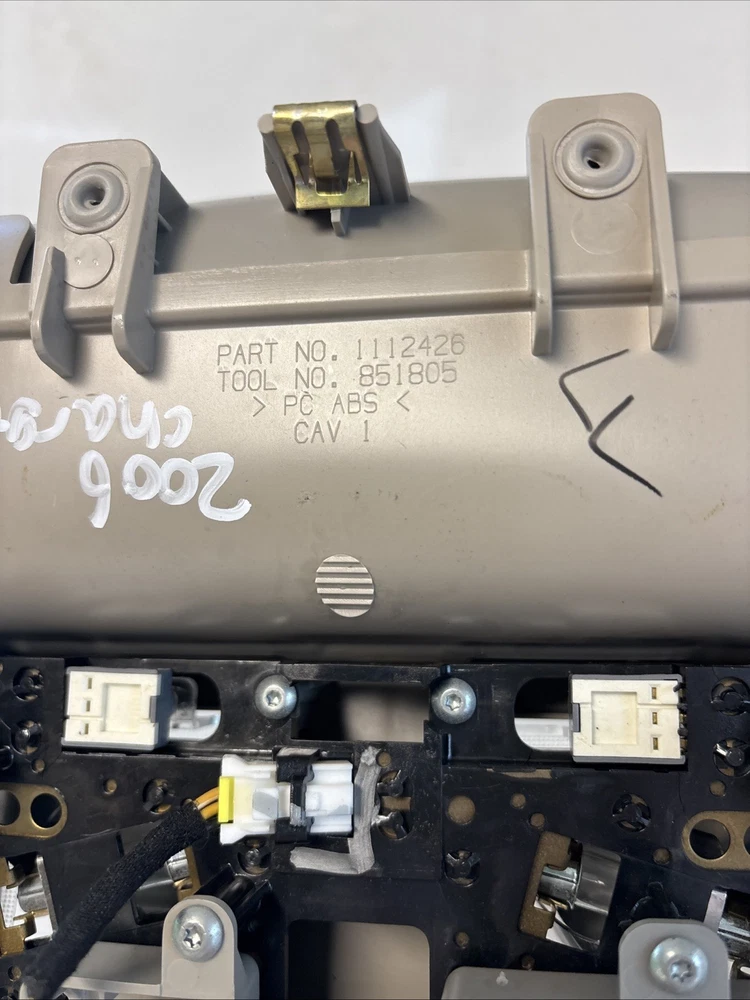 PART NO. 1112426
TOOL NO. 851805
> PC ABS <
CAV 1
2006